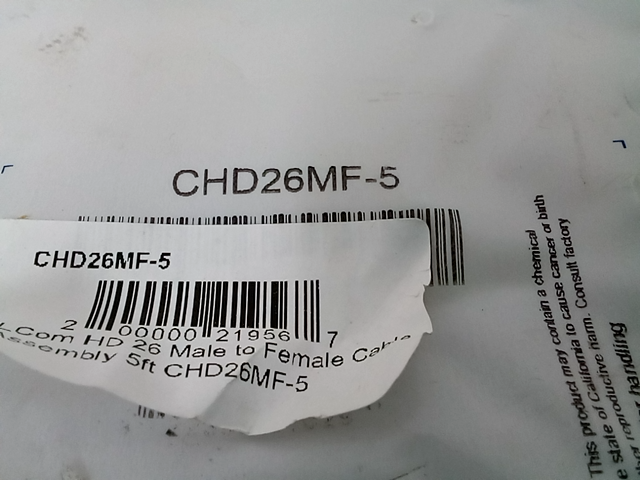 CHD26MF-5
CHD26MF-5
2 00000 21956 7
L-Com HD 26 Male to Female Cable
Assembly 5ft CHD26MF-5
This product may contain a chemical
e state of California to cause cancer or birth
reproductive harm. Consult factory
handling